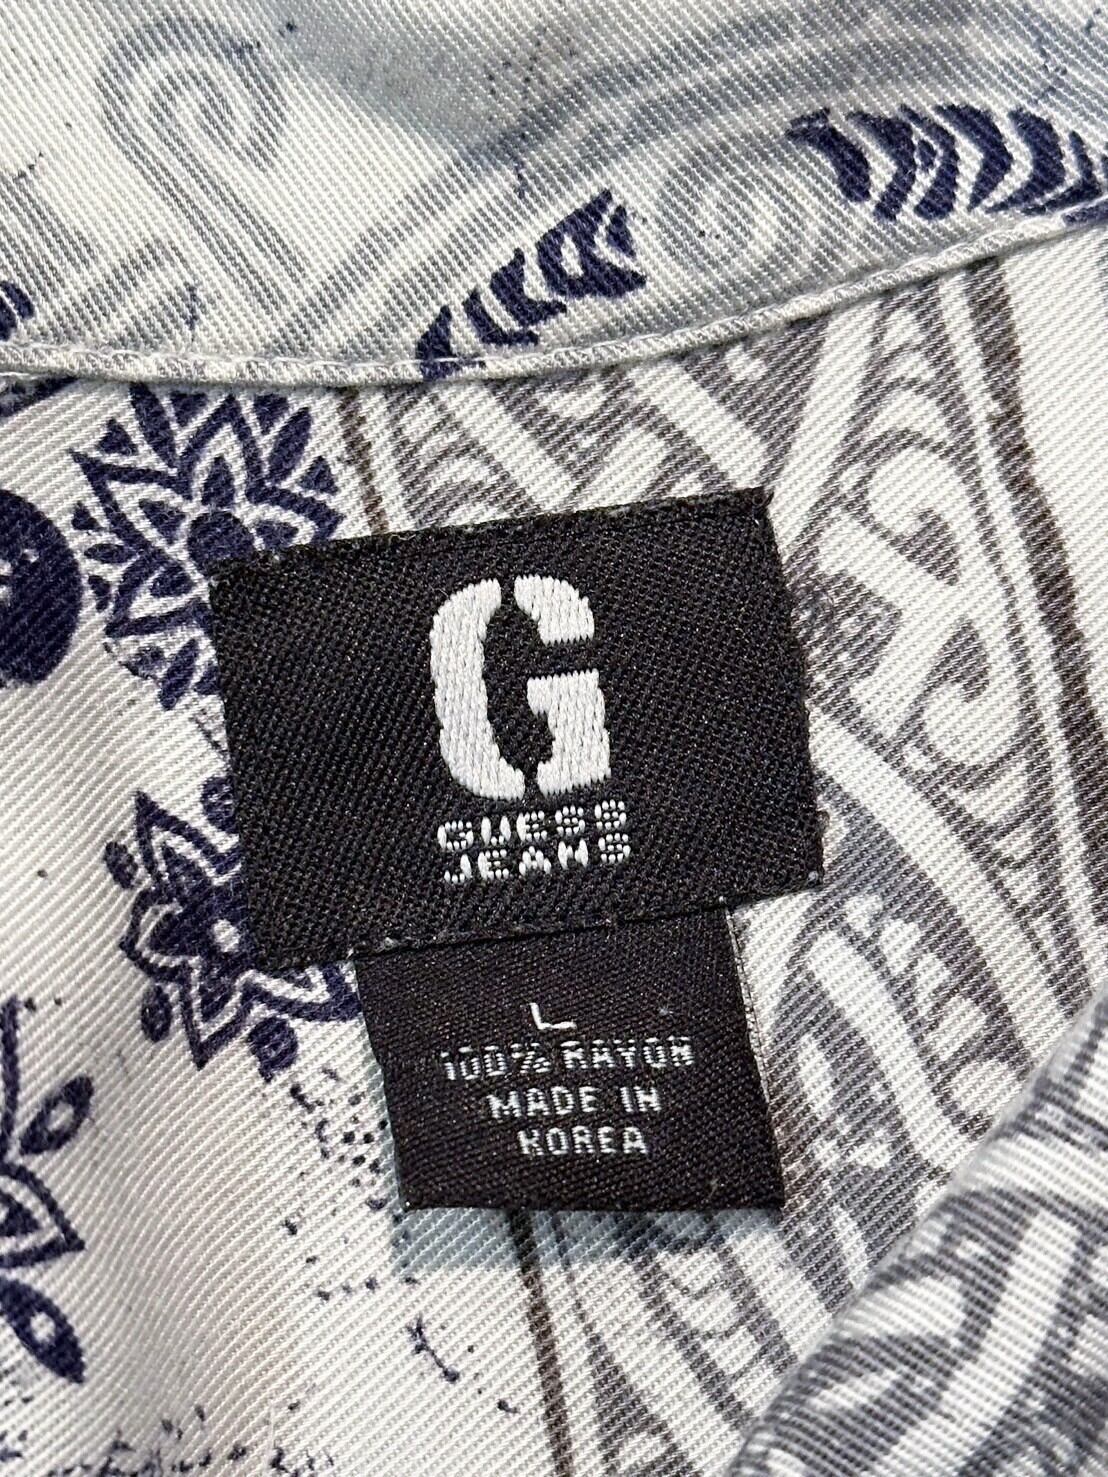 G
GUESS
JEANS
L
100% RAYON
MADE IN
KOREA